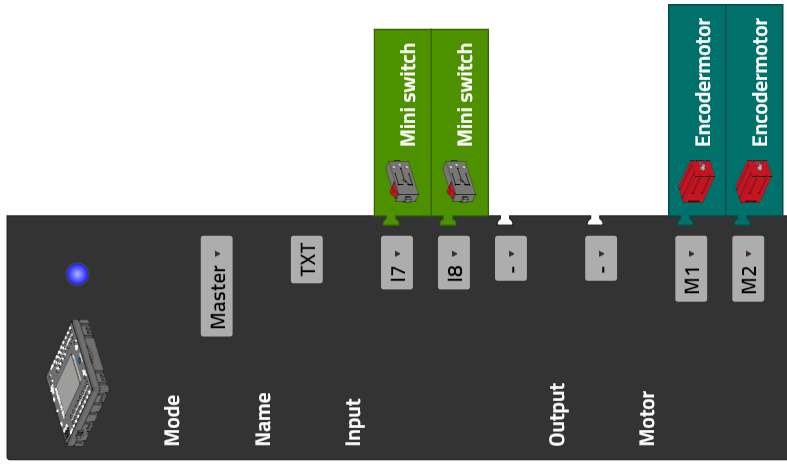 Mode
Master
Name
TXT
Input
I7 Mini switch
I8 Mini switch
-
Output
-
Motor
M1 Encodermotor
M2 Encodermotor